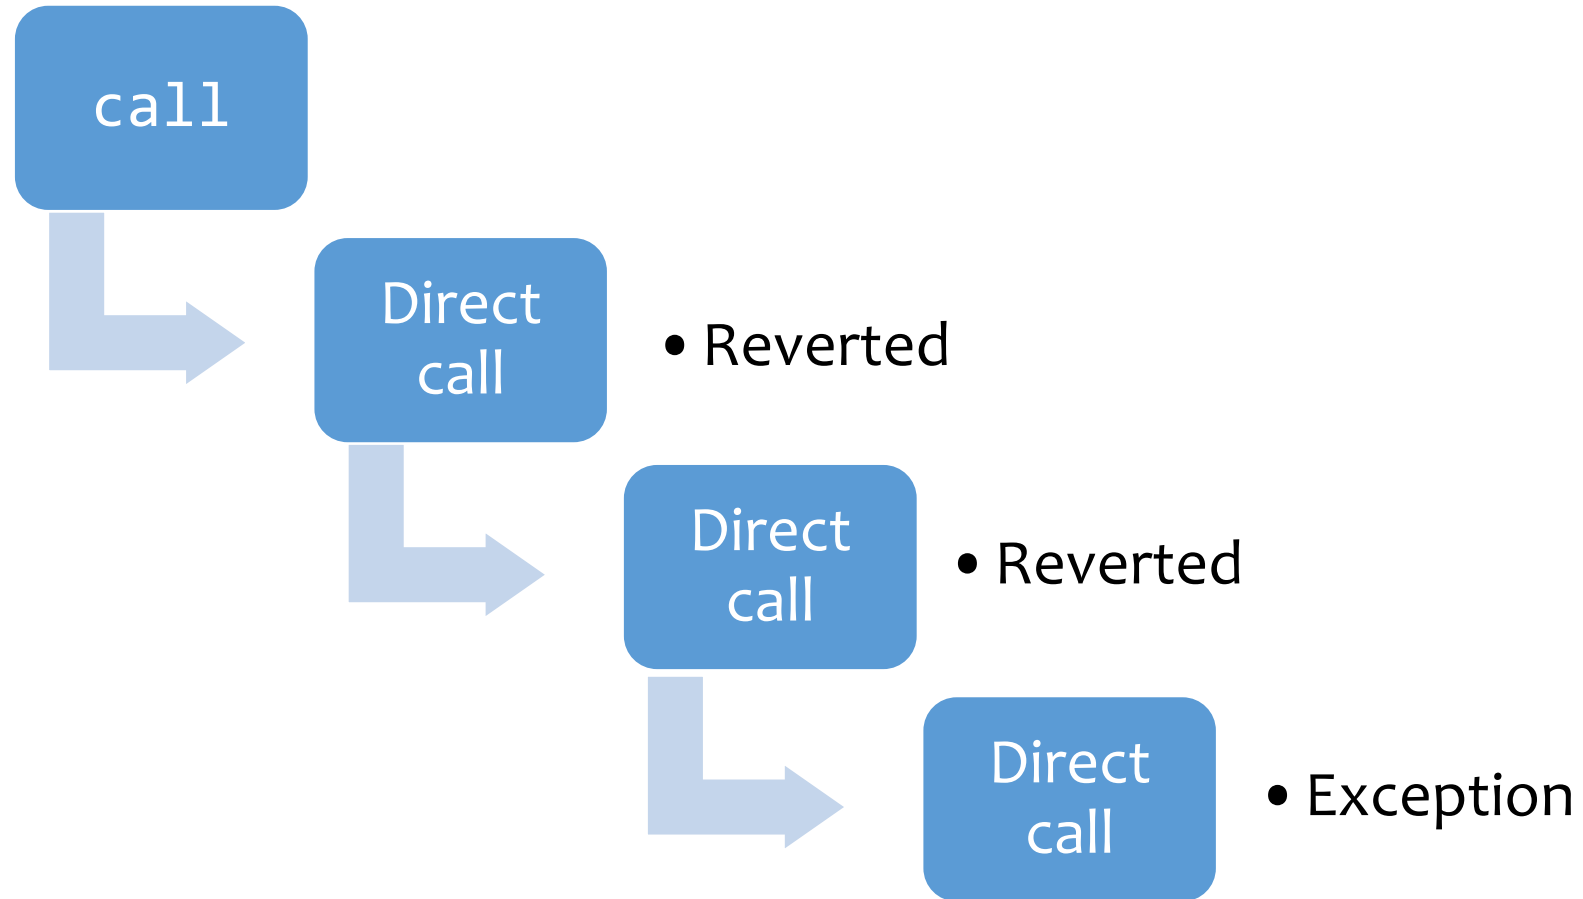 call
Direct
call
• Reverted
Direct
call
• Reverted
Direct
call
• Exception